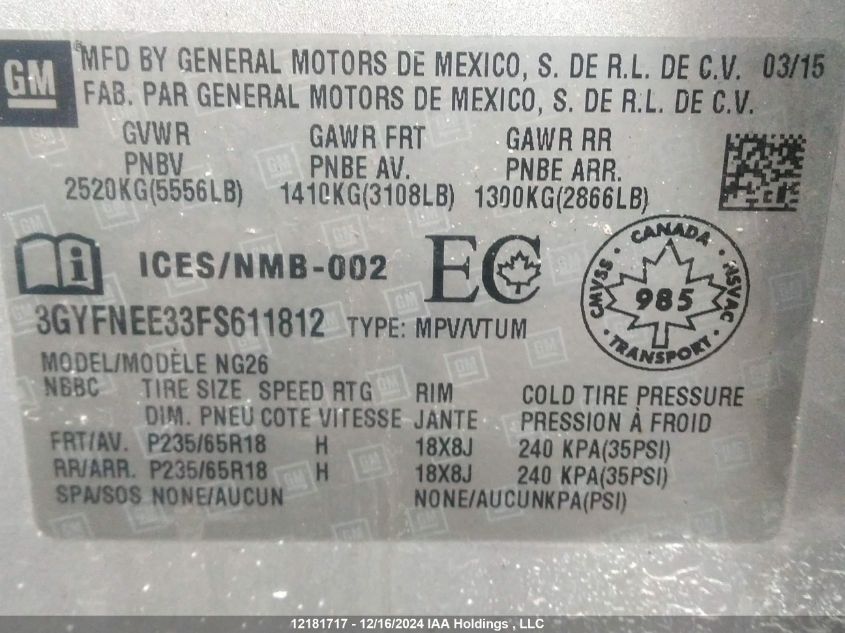 GM
MFD BY GENERAL MOTORS DE MEXICO, S. DE R.L. DE C.V. 03/15
FAB. PAR GENERAL MOTORS DE MEXICO, S. DE R.L. DE C.V.
GVWR GAWR FRT GAWR RR
PNBV PNBE AV. PNBE ARR.
2520KG(5556LB) 1410KG(3108LB) 1300KG(2866LB)
i ICES/NMB-002 EC
CANADA
CMVSS 985 NSVAC
TRANSPORT
3GYFNEE33FS611812 TYPE: MPV/VTUM
MODEL/MODÈLE NG26
NBBC TIRE SIZE SPEED RTG RIM COLD TIRE PRESSURE
DIM. PNEU COTE VITESSE JANTE PRESSION À FROID
FRT/AV. P235/65R18 H 18X8J 240 KPA(35PSI)
RR/ARR. P235/65R18 H 18X8J 240 KPA(35PSI)
SPA/SOS NONE/AUCUN NONE/AUCUNKPA(PSI)
12181717 - 12/16/2024 IAA Holdings , LLC